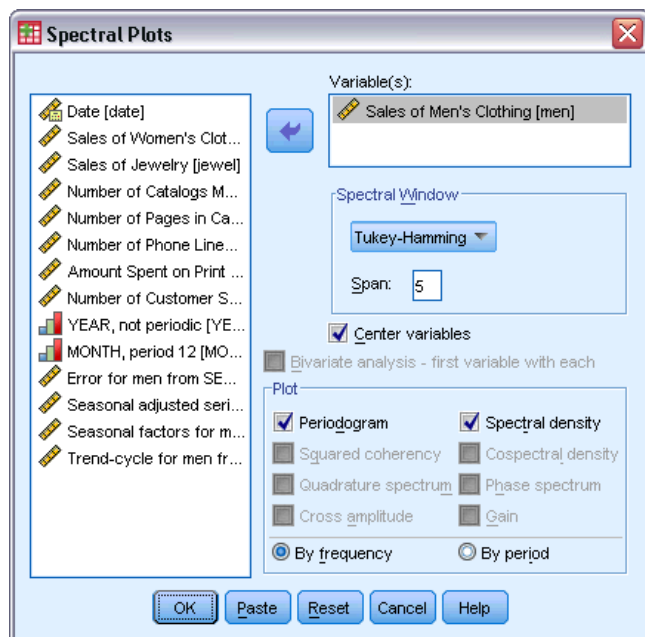 Spectral Plots
Date [date]
Sales of Women's Clot...
Sales of Jewelry [jewel]
Number of Catalogs M...
Number of Pages in Ca...
Number of Phone Line...
Amount Spent on Print ...
Number of Customer S...
YEAR, not periodic [YE...
MONTH, period 12 [MO...
Error for men from SE...
Seasonal adjusted seri...
Seasonal factors for m...
Trend-cycle for men fr...
Variable(s):
Sales of Men's Clothing [men]
Spectral Window
Tukey-Hamming
Span: 5
Center variables
Bivariate analysis - first variable with each
Plot
Periodogram
Spectral density
Squared coherency
Cospectral density
Quadrature spectrum
Phase spectrum
Cross amplitude
Gain
By frequency
By period
OK
Paste
Reset
Cancel
Help